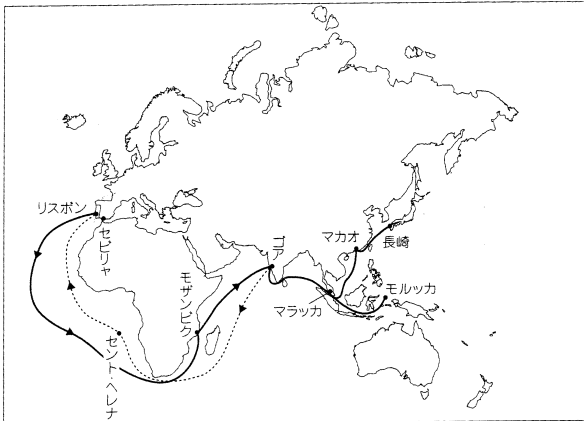 リスボン
セビリャ
セント・ヘレナ
モザンビク
ゴア
マラッカ
マカオ
長崎
モルッカ